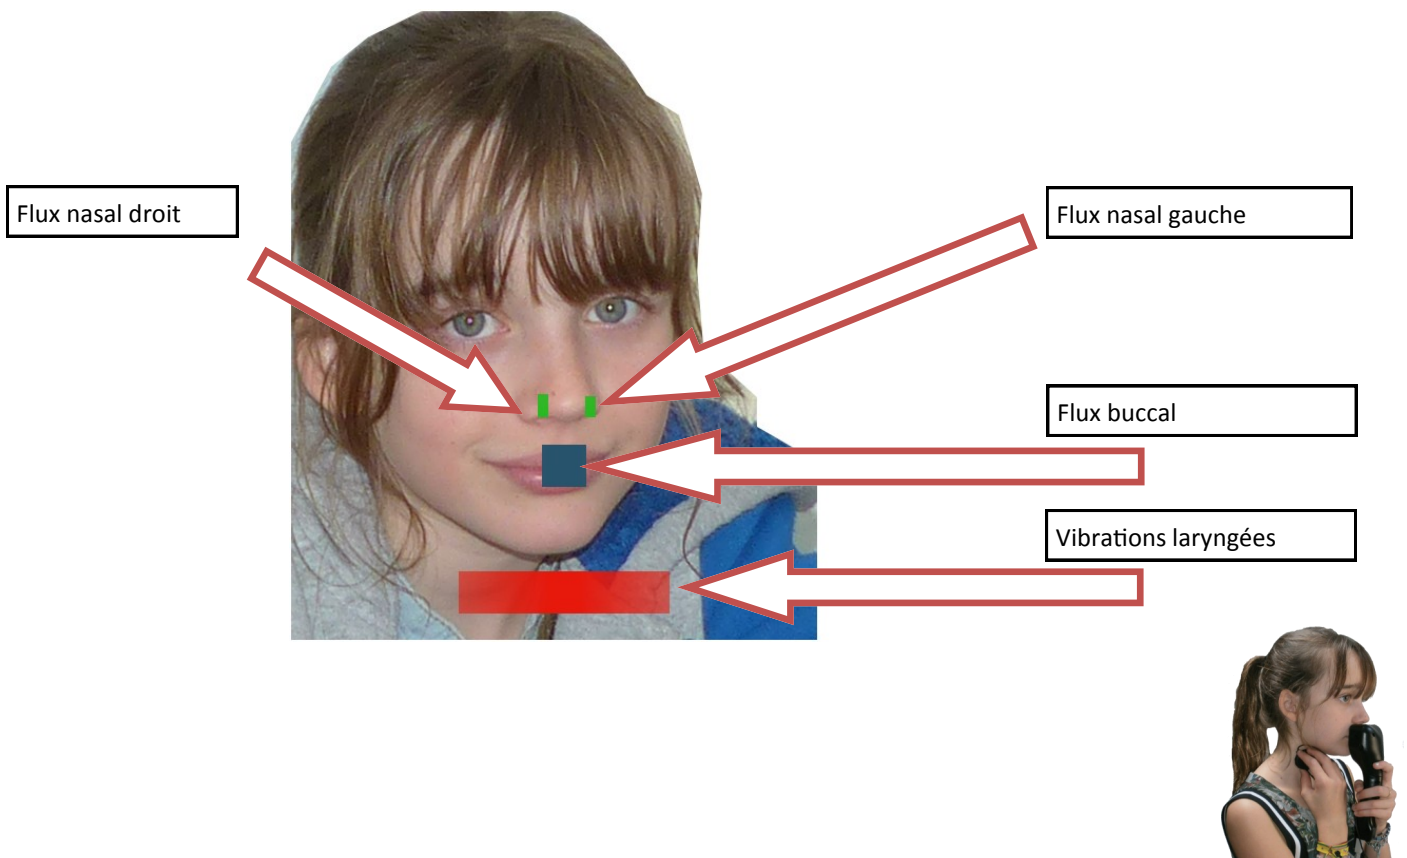 Flux nasal droit
Flux nasal gauche
Flux buccal
Vibrations laryngées